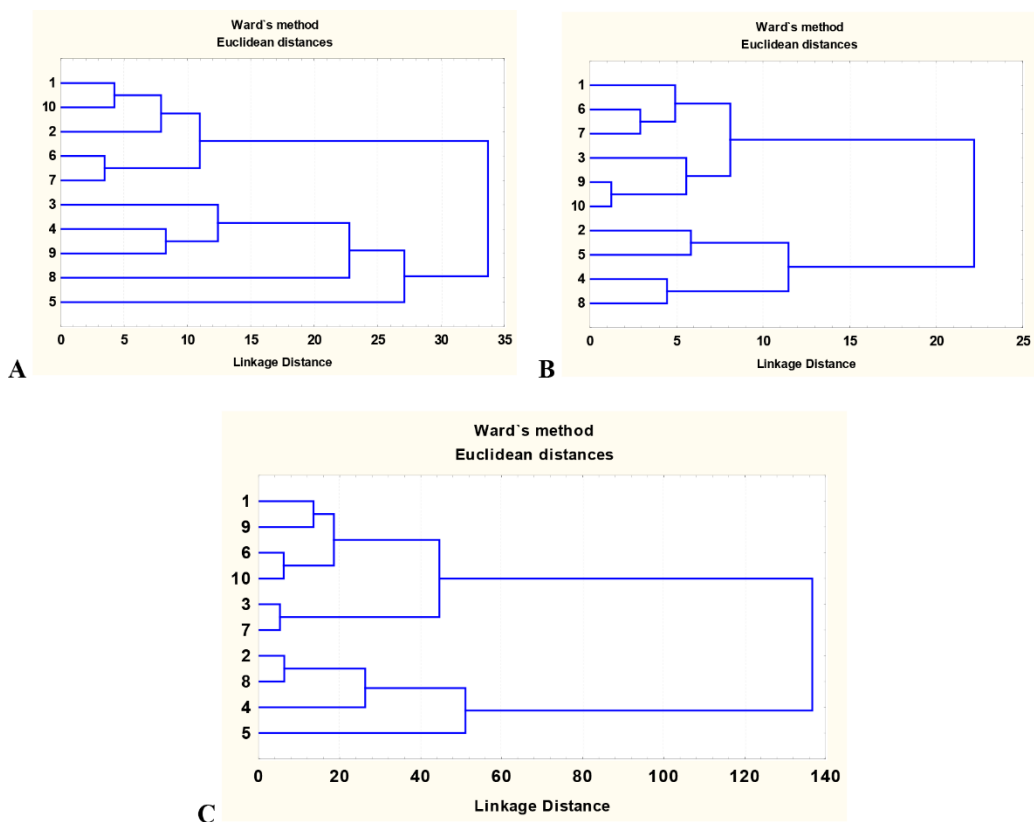 Ward`s method
Euclidean distances
1
10
2
6
7
3
4
9
8
5
0 5 10 15 20 25 30 35
Linkage Distance
A
Ward`s method
Euclidean distances
1
6
7
3
9
10
2
5
4
8
0 5 10 15 20 25
Linkage Distance
B
Ward`s method
Euclidean distances
1
9
6
10
3
7
2
8
4
5
0 20 40 60 80 100 120 140
Linkage Distance
C